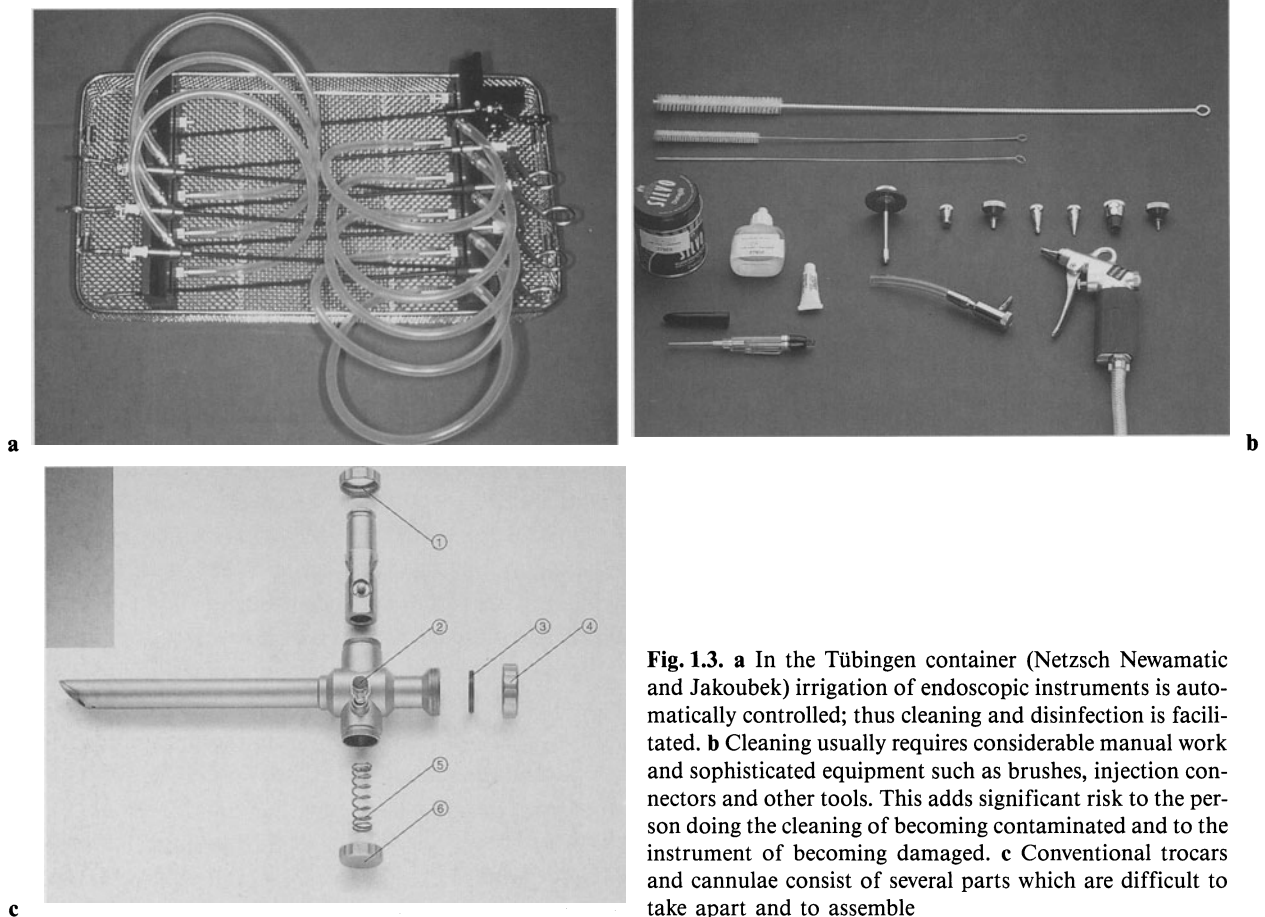 SILVO
SILVO
a
b
①
②
③
④
⑤
⑥
c
Fig. 1.3. a In the Tübingen container (Netzsch Newamatic
and Jakoubek) irrigation of endoscopic instruments is auto-
matically controlled; thus cleaning and disinfection is facili-
tated. b Cleaning usually requires considerable manual work
and sophisticated equipment such as brushes, injection con-
nectors and other tools. This adds significant risk to the per-
son doing the cleaning of becoming contaminated and to the
instrument of becoming damaged. c Conventional trocars
and cannulae consist of several parts which are difficult to
take apart and to assemble